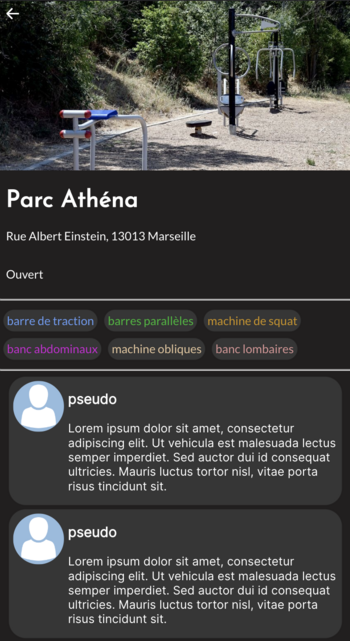 Parc Athéna
Rue Albert Einstein, 13013 Marseille
Ouvert
barre de traction barres parallèles machine de squat
banc abdominaux machine obliques banc lombaires
pseudo
Lorem ipsum dolor sit amet, consectetur
adipiscing elit. Ut vehicula est malesuada lectus
semper imperdiet. Sed auctor dui id consequat
ultricies. Mauris luctus tortor nisl, vitae porta
risus tincidunt sit.
pseudo
Lorem ipsum dolor sit amet, consectetur
adipiscing elit. Ut vehicula est malesuada lectus
semper imperdiet. Sed auctor dui id consequat
ultricies. Mauris luctus tortor nisl, vitae porta
risus tincidunt sit.